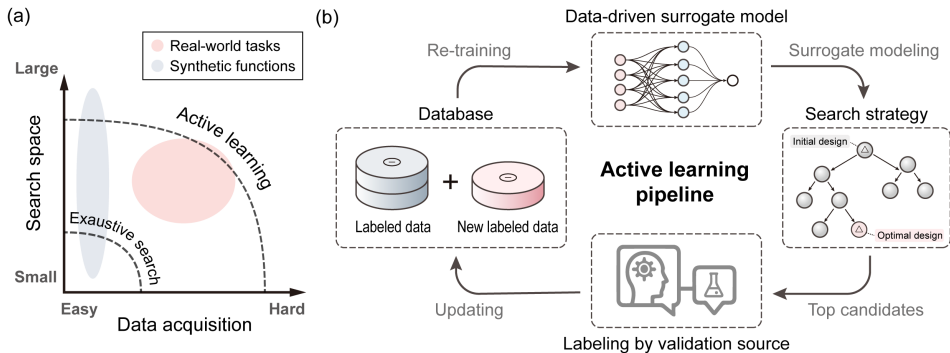 (a)
Real-world tasks
Synthetic functions
Large
Search space
Small
Active learning
Exhaustive search
Easy
Data acquisition
Hard
(b)
Data-driven surrogate model
Re-training
Surrogate modeling
Database
Search strategy
Initial design
Active learning
pipeline
Labeled data
New labeled data
Optimal design
Updating
Top candidates
Labeling by validation source